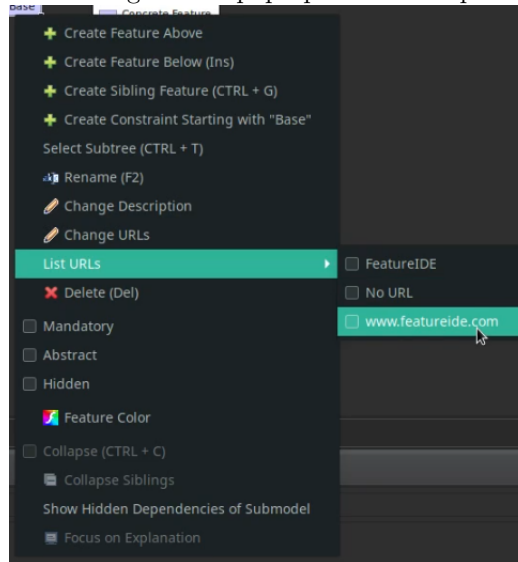 Base
Concrete Feature
Create Feature Above
Create Feature Below (Ins)
Create Sibling Feature (CTRL + G)
Create Constraint Starting with "Base"
Select Subtree (CTRL + T)
Rename (F2)
Change Description
Change URLs
List URLs
FeatureIDE
No URL
www.featureide.com
Delete (Del)
Mandatory
Abstract
Hidden
Feature Color
Collapse (CTRL + C)
Collapse Siblings
Show Hidden Dependencies of Submodel
Focus on Explanation